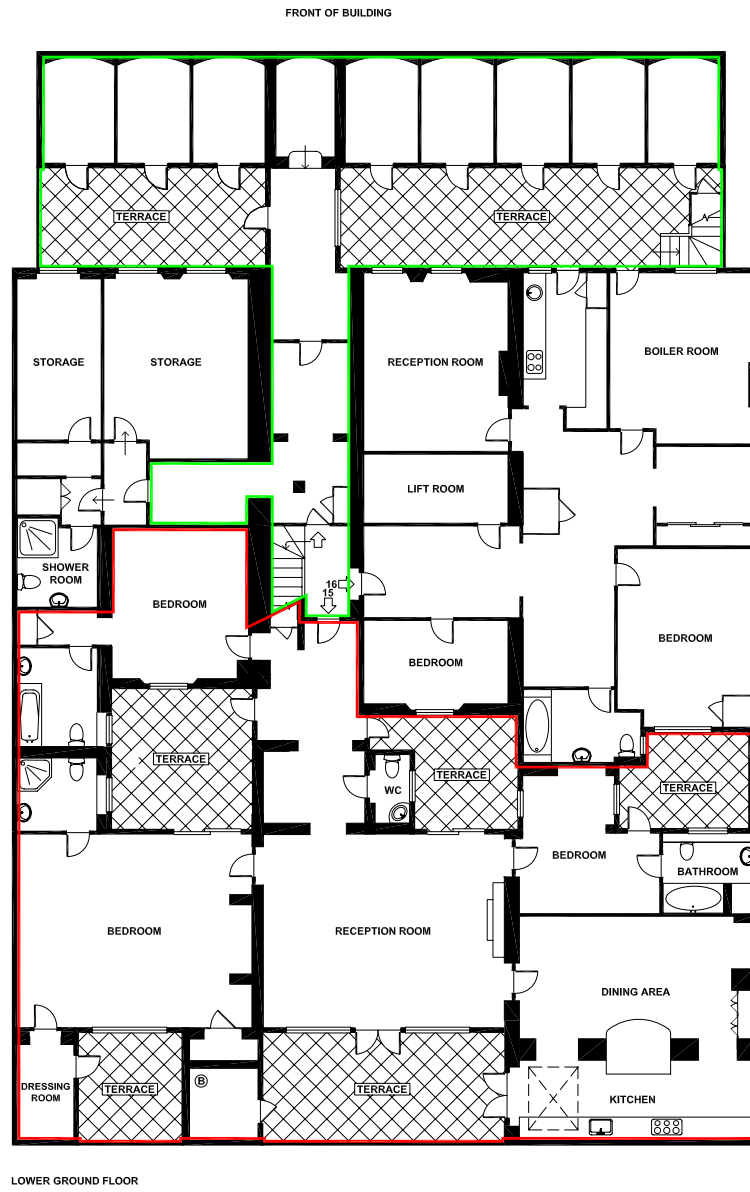 FRONT OF BUILDING
TERRACE
TERRACE
STORAGE
STORAGE
RECEPTION ROOM
BOILER ROOM
LIFT ROOM
SHOWER
ROOM
BEDROOM
16
15
BEDROOM
BEDROOM
TERRACE
TERRACE
WC
TERRACE
BEDROOM
BATHROOM
BEDROOM
RECEPTION ROOM
DINING AREA
B
DRESSING
ROOM
TERRACE
TERRACE
KITCHEN
LOWER GROUND FLOOR